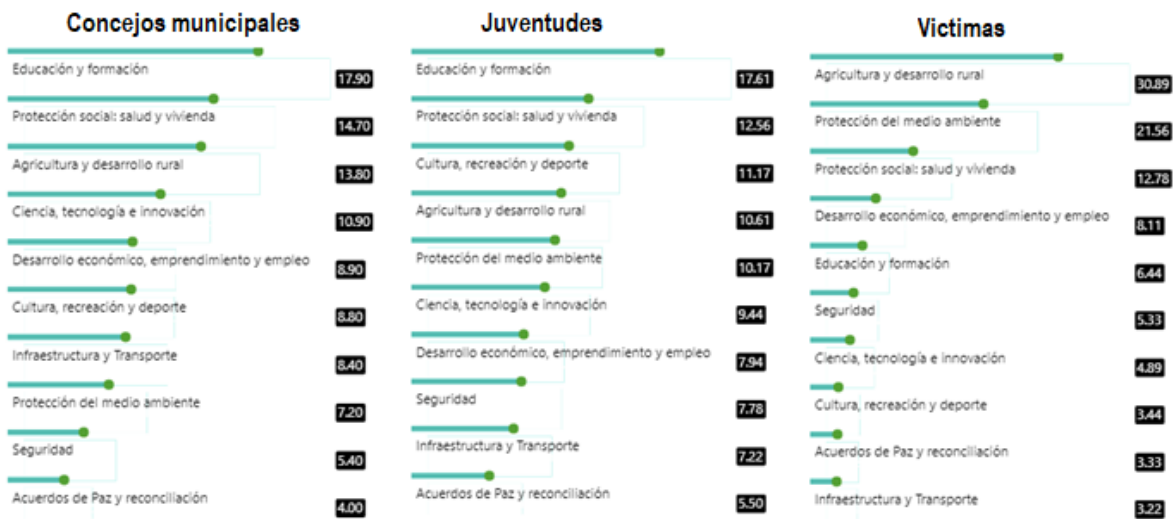 Concejos municipales
Educación y formación
17.90
Protección social: salud y vivienda
14.70
Agricultura y desarrollo rural
13.80
Ciencia, tecnología e innovación
10.90
Desarrollo económico, emprendimiento y empleo
8.90
Cultura, recreación y deporte
8.80
Infraestructura y Transporte
8.40
Protección del medio ambiente
7.20
Seguridad
5.40
Acuerdos de Paz y reconciliación
4.00
Juventudes
Educación y formación
17.61
Protección social: salud y vivienda
12.56
Cultura, recreación y deporte
11.17
Agricultura y desarrollo rural
10.61
Protección del medio ambiente
10.17
Ciencia, tecnología e innovación
9.44
Desarrollo económico, emprendimiento y empleo
7.94
Seguridad
7.78
Infraestructura y Transporte
7.22
Acuerdos de Paz y reconciliación
5.50
Victimas
Agricultura y desarrollo rural
30.89
Protección del medio ambiente
21.56
Protección social: salud y vivienda
12.78
Desarrollo económico, emprendimiento y empleo
8.11
Educación y formación
6.44
Seguridad
5.33
Ciencia, tecnología e innovación
4.89
Cultura, recreación y deporte
3.44
Acuerdos de Paz y reconciliación
3.33
Infraestructura y Transporte
3.22